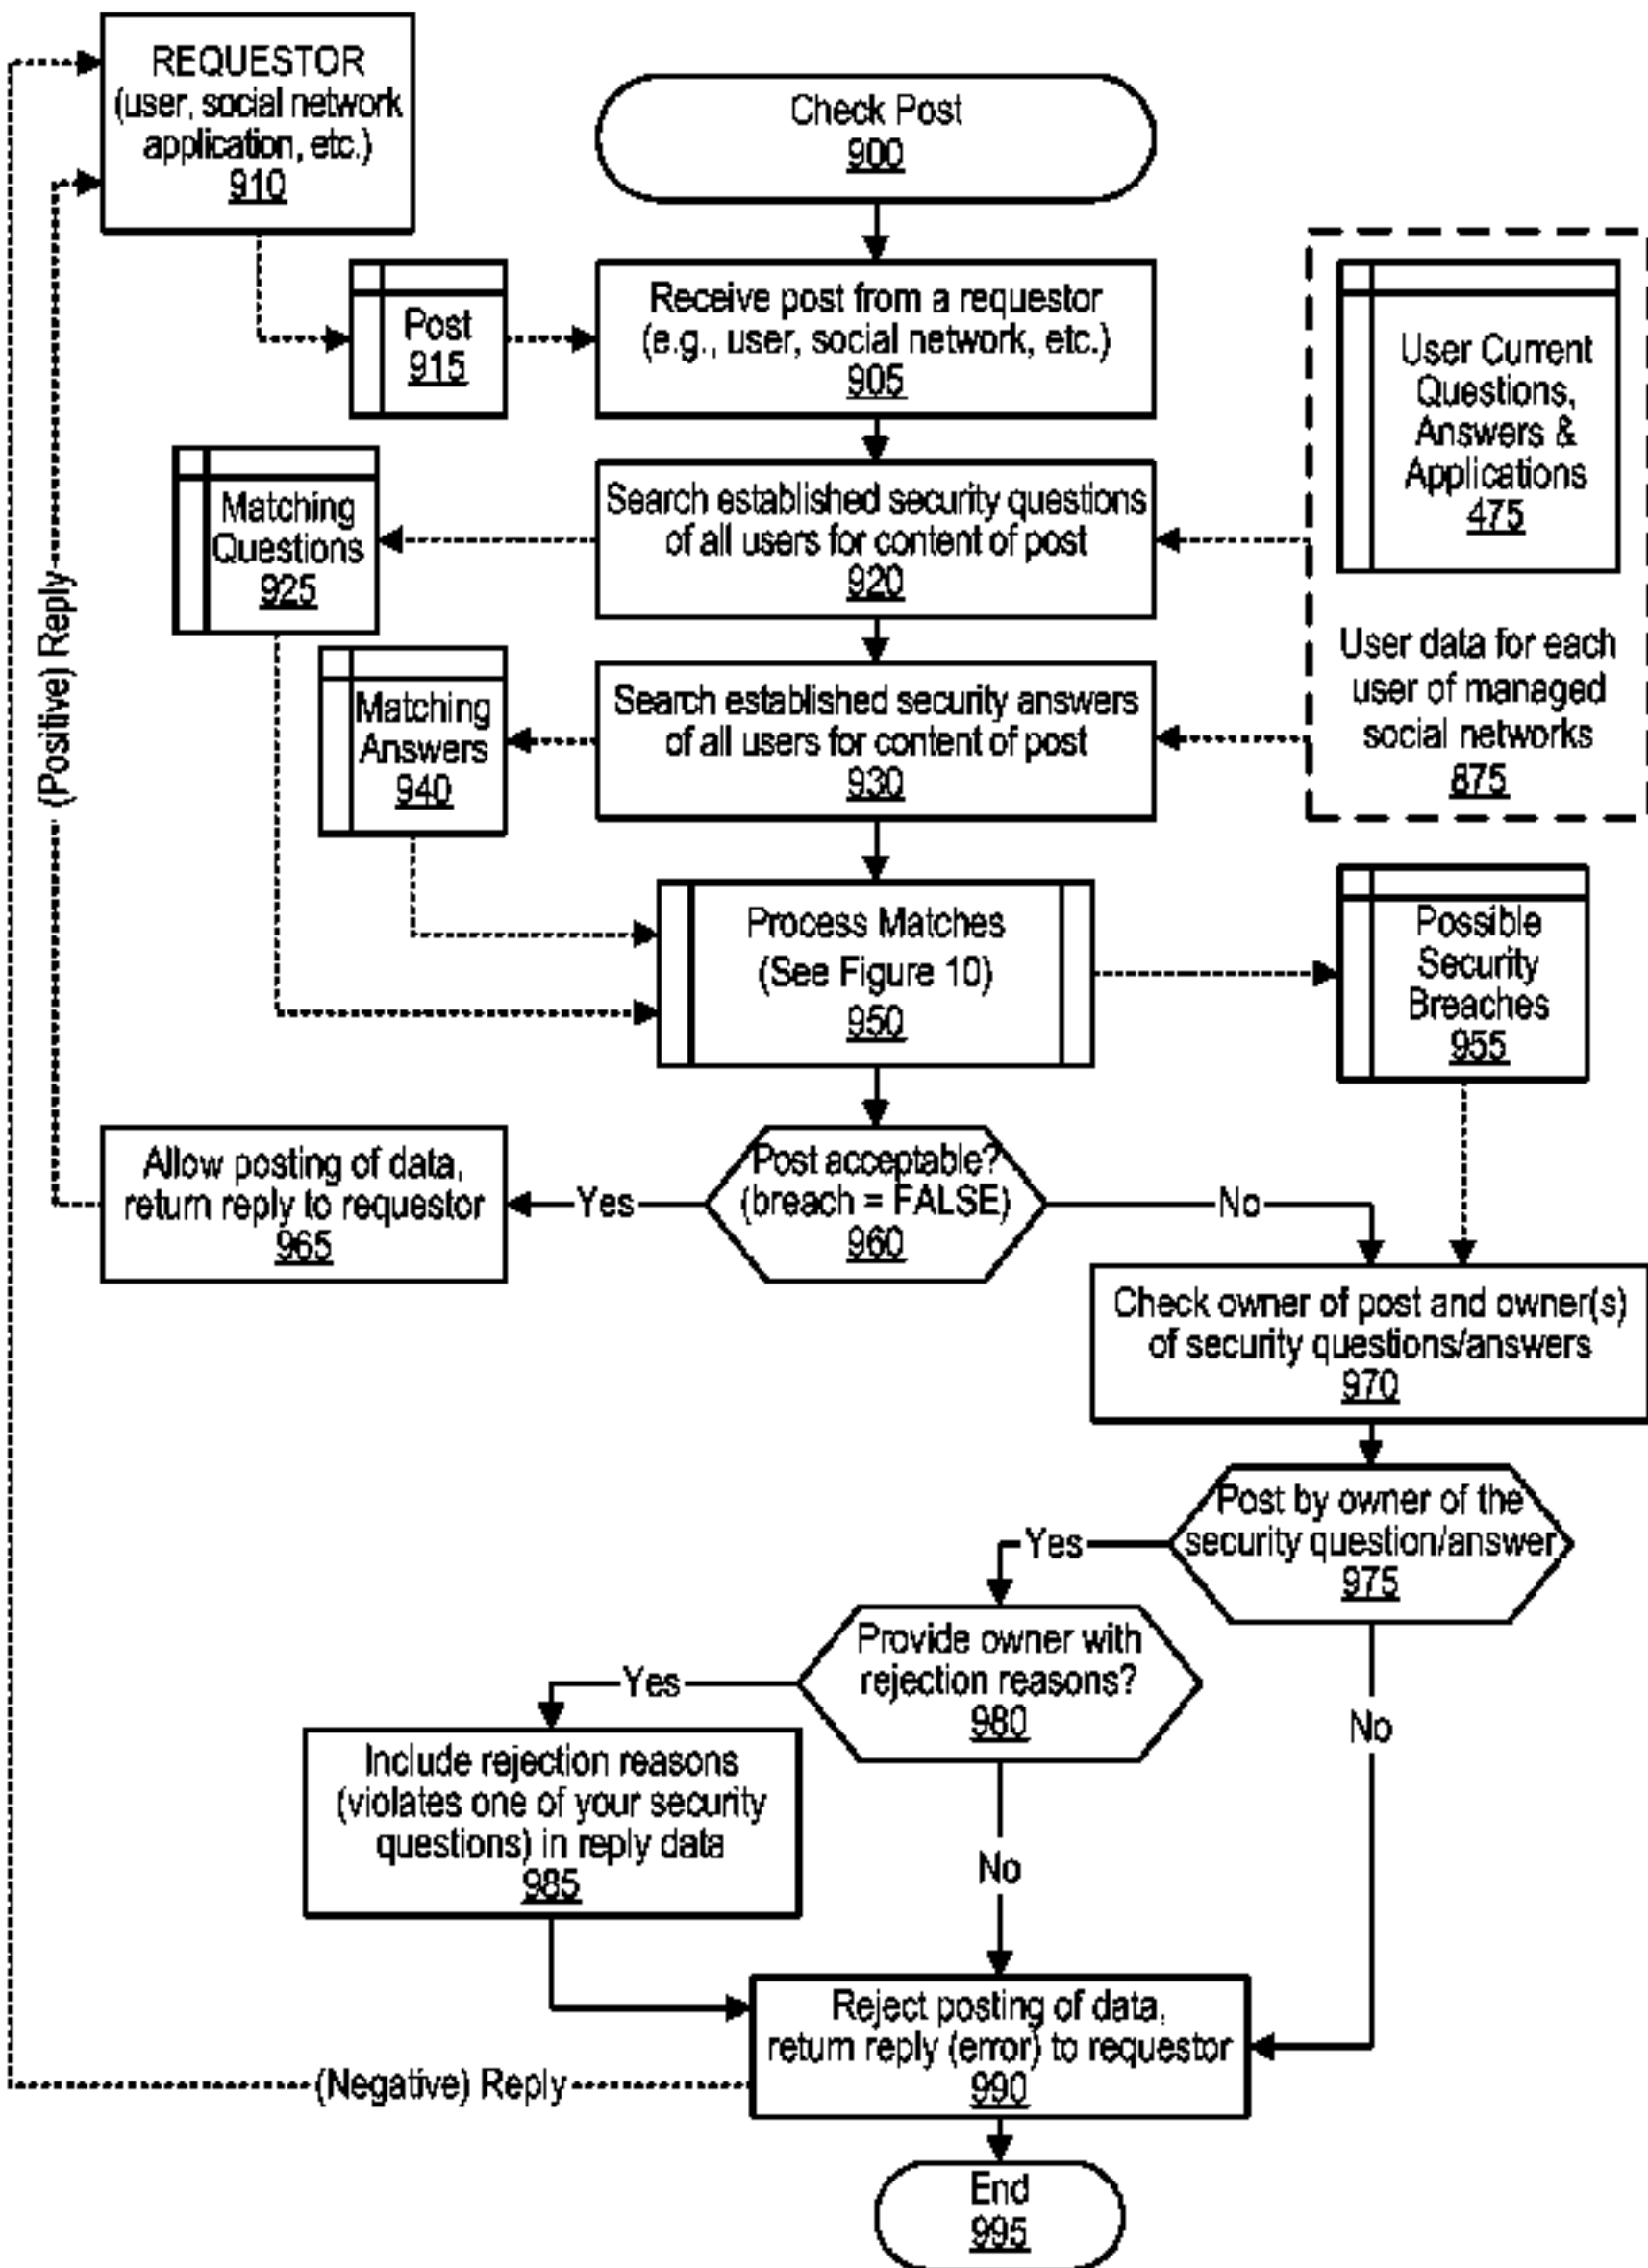 REQUESTOR
(user, social network
application, etc.)
910
Check Post
900
Post
915
Receive post from a requestor
(e.g., user, social network, etc.)
905
User Current
Questions,
Answers &
Applications
475
Matching
Questions
925
Search established security questions
of all users for content of post
920
User data for each
user of managed
social networks
875
(Positive) Reply
Matching
Answers
940
Search established security answers
of all users for content of post
930
Process Matches
(See Figure 10)
950
Possible
Security
Breaches
955
Allow posting of data,
return reply to requestor
965
Yes
Post acceptable?
(breach = FALSE)
960
No
Check owner of post and owner(s)
of security questions/answers
970
Post by owner of the
security question/answer
975
Yes
Provide owner with
rejection reasons?
980
Yes
No
Include rejection reasons
(violates one of your security
questions) in reply data
985
No
Reject posting of data,
return reply (error) to requestor
990
(Negative) Reply
End
995